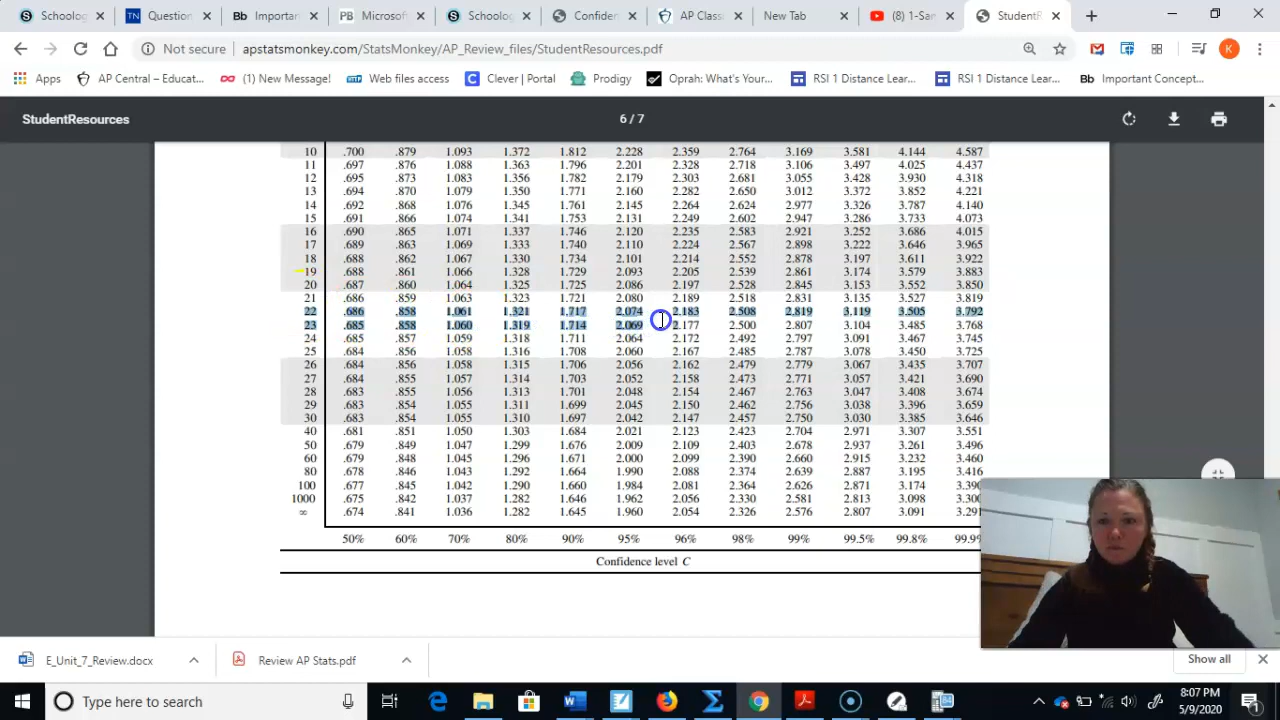 Schoolog
Question
Importan
Microsof
Schoolog
Confiden
AP Class
New Tab
(8) 1-San
StudentR
Not secure apstatsmonkey.com/StatsMonkey/AP_Review_files/StudentResources.pdf
K
Apps AP Central – Educat... (1) New Message! Web files access Clever | Portal Prodigy Oprah: What's Your... RSI 1 Distance Lear... RSI 1 Distance Lear... Important Concept...
StudentResources 6 / 7
10 .700 .879 1.093 1.372 1.812 2.228 2.359 2.764 3.169 3.581 4.144 4.587
11 .697 .876 1.088 1.363 1.796 2.201 2.328 2.718 3.106 3.497 4.025 4.437
12 .695 .873 1.083 1.356 1.782 2.179 2.303 2.681 3.055 3.428 3.930 4.318
13 .694 .870 1.079 1.350 1.771 2.160 2.282 2.650 3.012 3.372 3.852 4.221
14 .692 .868 1.076 1.345 1.761 2.145 2.264 2.624 2.977 3.326 3.787 4.140
15 .691 .866 1.074 1.341 1.753 2.131 2.249 2.602 2.947 3.286 3.733 4.073
16 .690 .865 1.071 1.337 1.746 2.120 2.235 2.583 2.921 3.252 3.686 4.015
17 .689 .863 1.069 1.333 1.740 2.110 2.224 2.567 2.898 3.222 3.646 3.965
18 .688 .862 1.067 1.330 1.734 2.101 2.214 2.552 2.878 3.197 3.611 3.922
19 .688 .861 1.066 1.328 1.729 2.093 2.205 2.539 2.861 3.174 3.579 3.883
20 .687 .860 1.064 1.325 1.725 2.086 2.197 2.528 2.845 3.153 3.552 3.850
21 .686 .859 1.063 1.323 1.721 2.080 2.189 2.518 2.831 3.135 3.527 3.819
22 .686 .858 1.061 1.321 1.717 2.074 2.183 2.508 2.819 3.119 3.505 3.792
23 .685 .858 1.060 1.319 1.714 2.069 2.177 2.500 2.807 3.104 3.485 3.768
24 .685 .857 1.059 1.318 1.711 2.064 2.172 2.492 2.797 3.091 3.467 3.745
25 .684 .856 1.058 1.316 1.708 2.060 2.167 2.485 2.787 3.078 3.450 3.725
26 .684 .856 1.058 1.315 1.706 2.056 2.162 2.479 2.779 3.067 3.435 3.707
27 .684 .855 1.057 1.314 1.703 2.052 2.158 2.473 2.771 3.057 3.421 3.690
28 .683 .855 1.056 1.313 1.701 2.048 2.154 2.467 2.763 3.047 3.408 3.674
29 .683 .854 1.055 1.311 1.699 2.045 2.150 2.462 2.756 3.038 3.396 3.659
30 .683 .854 1.055 1.310 1.697 2.042 2.147 2.457 2.750 3.030 3.385 3.646
40 .681 .851 1.050 1.303 1.684 2.021 2.123 2.423 2.704 2.971 3.307 3.551
50 .679 .849 1.047 1.299 1.676 2.009 2.109 2.403 2.678 2.937 3.261 3.496
60 .679 .848 1.045 1.296 1.671 2.000 2.099 2.390 2.660 2.915 3.232 3.460
80 .678 .846 1.043 1.292 1.664 1.990 2.088 2.374 2.639 2.887 3.195 3.416
100 .677 .845 1.042 1.290 1.660 1.984 2.081 2.364 2.626 2.871 3.174 3.390
1000 .675 .842 1.037 1.282 1.646 1.962 2.056 2.330 2.581 2.813 3.098 3.300
∞ .674 .841 1.036 1.282 1.645 1.960 2.054 2.326 2.576 2.807 3.091 3.291
50% 60% 70% 80% 90% 95% 96% 98% 99% 99.5% 99.8% 99.9%
Confidence level C
E_Unit_7_Review.docx Review AP Stats.pdf Show all
Type here to search
8:07 PM
5/9/2020